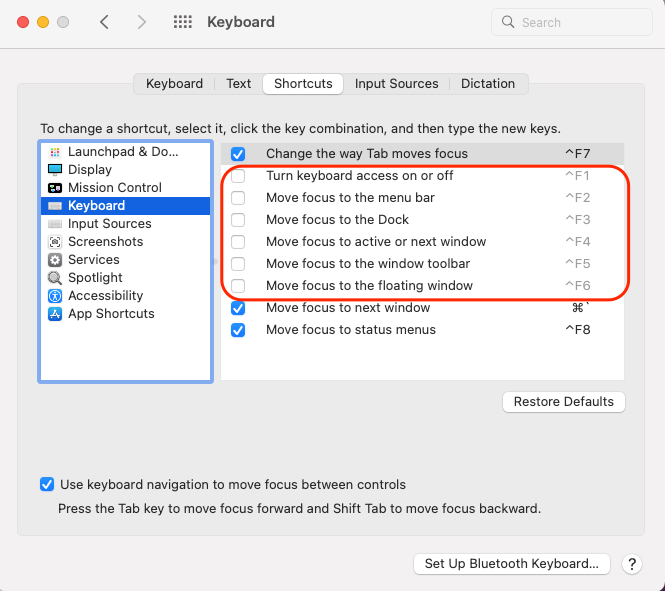 Keyboard
Search
Keyboard Text Shortcuts Input Sources Dictation
To change a shortcut, select it, click the key combination, and then type the new keys.
Launchpad & Do...
Display
Mission Control
Keyboard
Input Sources
Screenshots
Services
Spotlight
Accessibility
App Shortcuts
Change the way Tab moves focus ^F7
Turn keyboard access on or off ^F1
Move focus to the menu bar ^F2
Move focus to the Dock ^F3
Move focus to active or next window ^F4
Move focus to the window toolbar ^F5
Move focus to the floating window ^F6
Move focus to next window ⌘`
Move focus to status menus ^F8
Restore Defaults
Use keyboard navigation to move focus between controls
Press the Tab key to move focus forward and Shift Tab to move focus backward.
Set Up Bluetooth Keyboard... ?